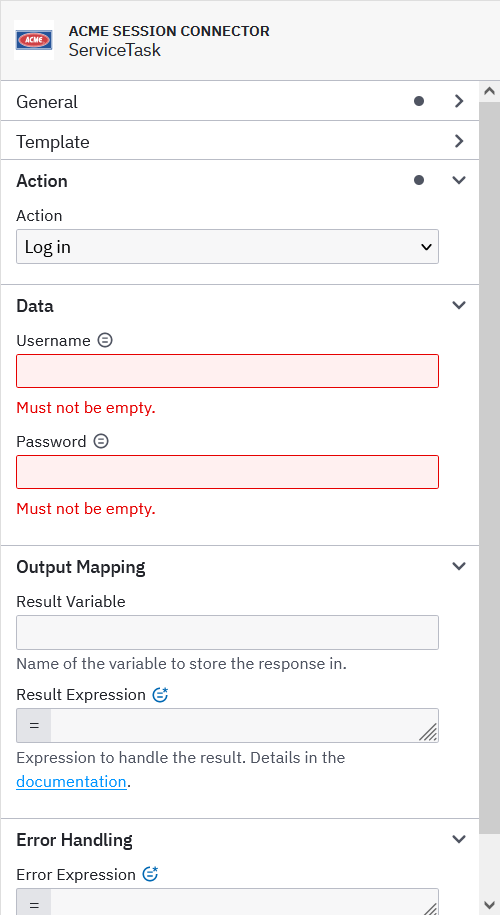 ACME
ACME SESSION CONNECTOR
ServiceTask
General
Template
Action
Action
Log in
Data
Username
Must not be empty.
Password
Must not be empty.
Output Mapping
Result Variable
Name of the variable to store the response in.
Result Expression
=
Expression to handle the result. Details in the
documentation.
Error Handling
Error Expression
=